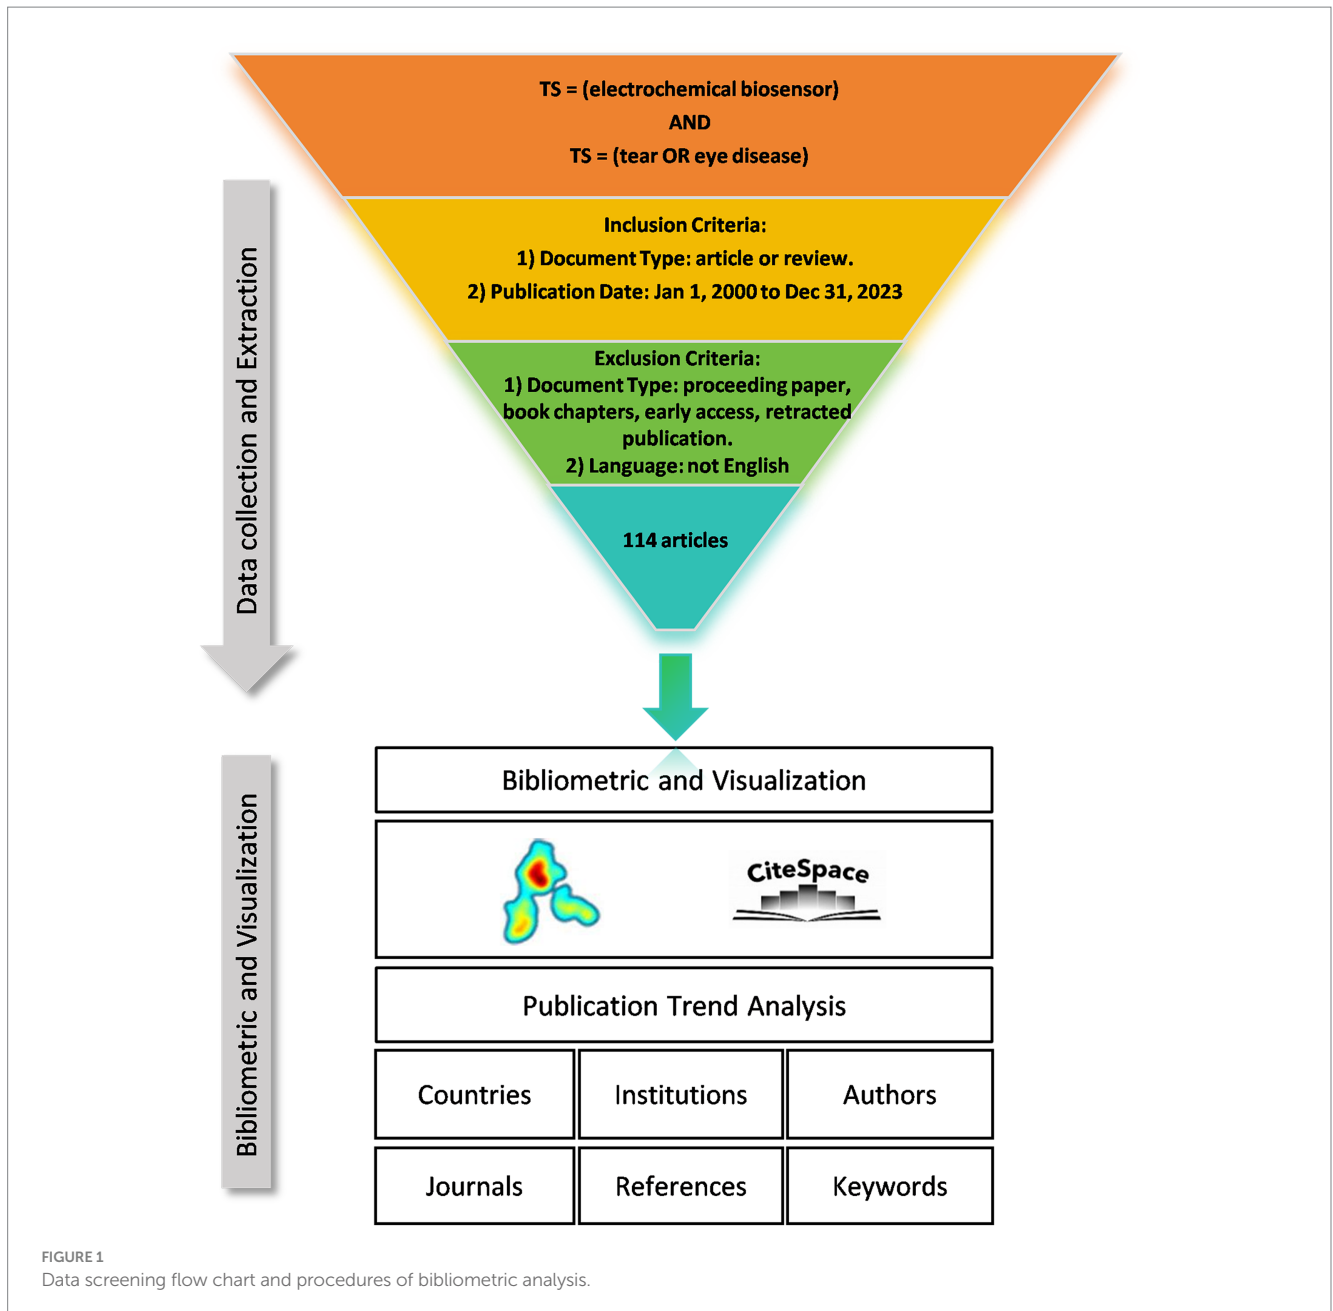 TS = (electrochemical biosensor)
AND
TS = (tear OR eye disease)
Inclusion Criteria:
1) Document Type: article or review.
2) Publication Date: Jan 1, 2000 to Dec 31, 2023
Exclusion Criteria:
1) Document Type: proceeding paper,
book chapters, early access, retracted
publication.
2) Language: not English
114 articles
Data collection and Extraction
Bibliometric and Visualization
Bibliometric and Visualization
CiteSpace
Publication Trend Analysis
Countries
Institutions
Authors
Journals
References
Keywords
FIGURE 1
Data screening flow chart and procedures of bibliometric analysis.